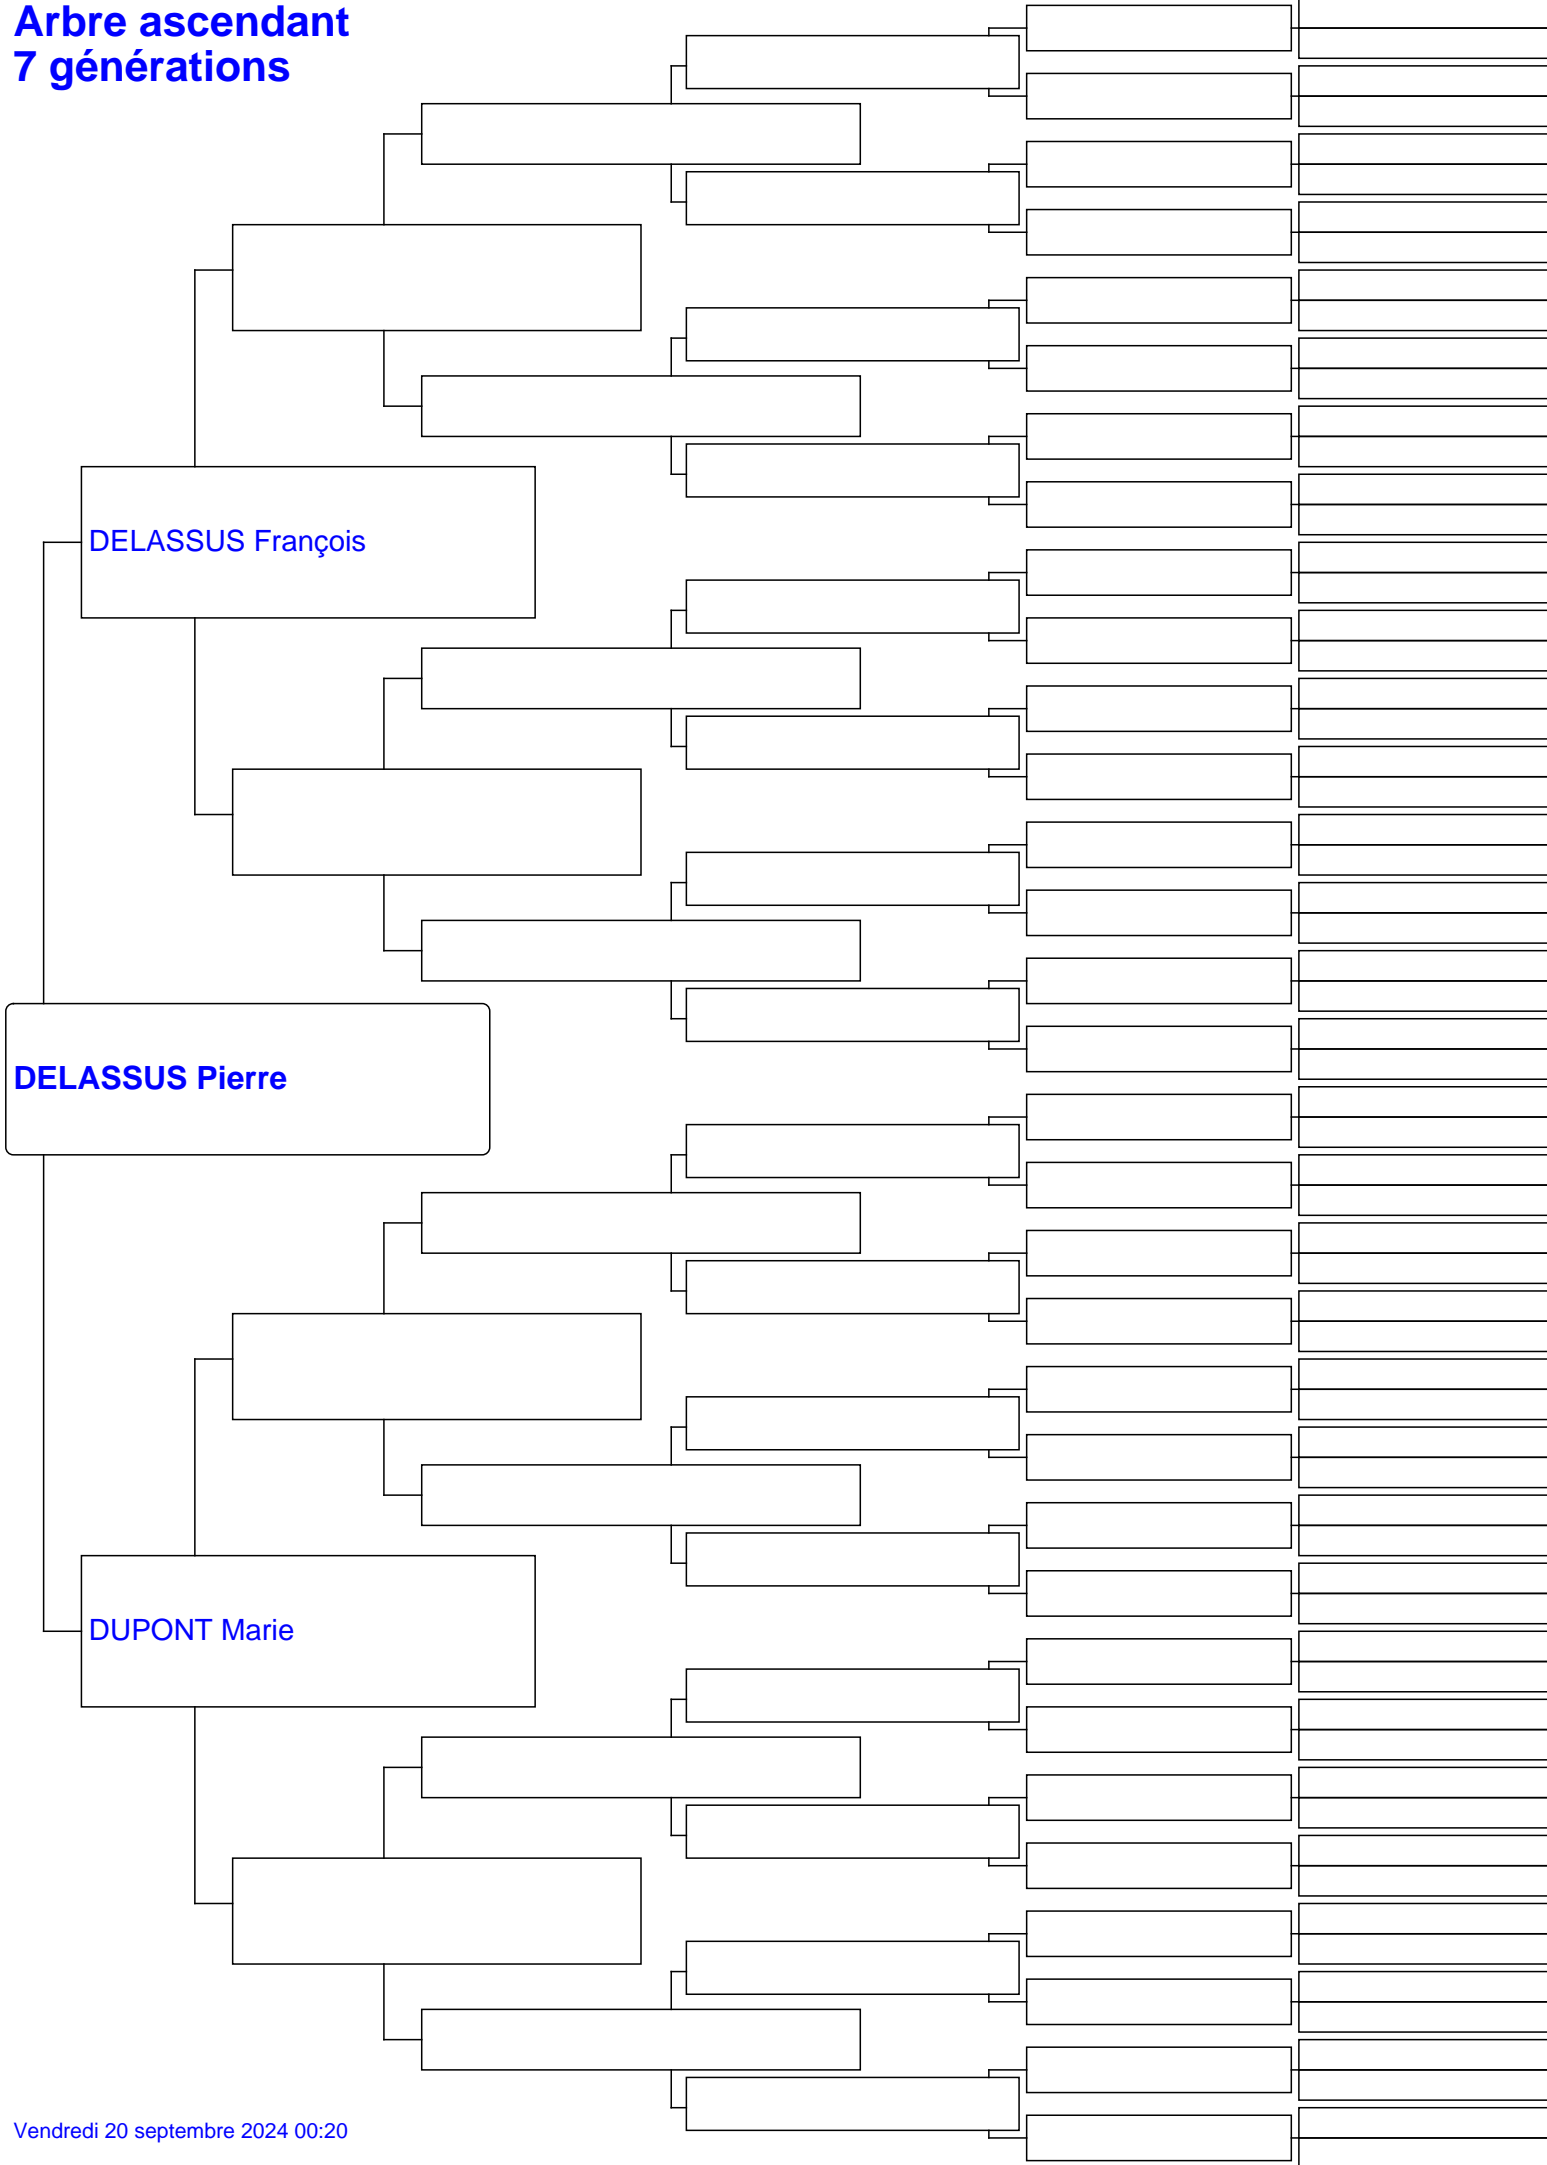 Arbre ascendant
7 générations
DELASSUS François
DELASSUS Pierre
DUPONT Marie
Vendredi 20 septembre 2024 00:20